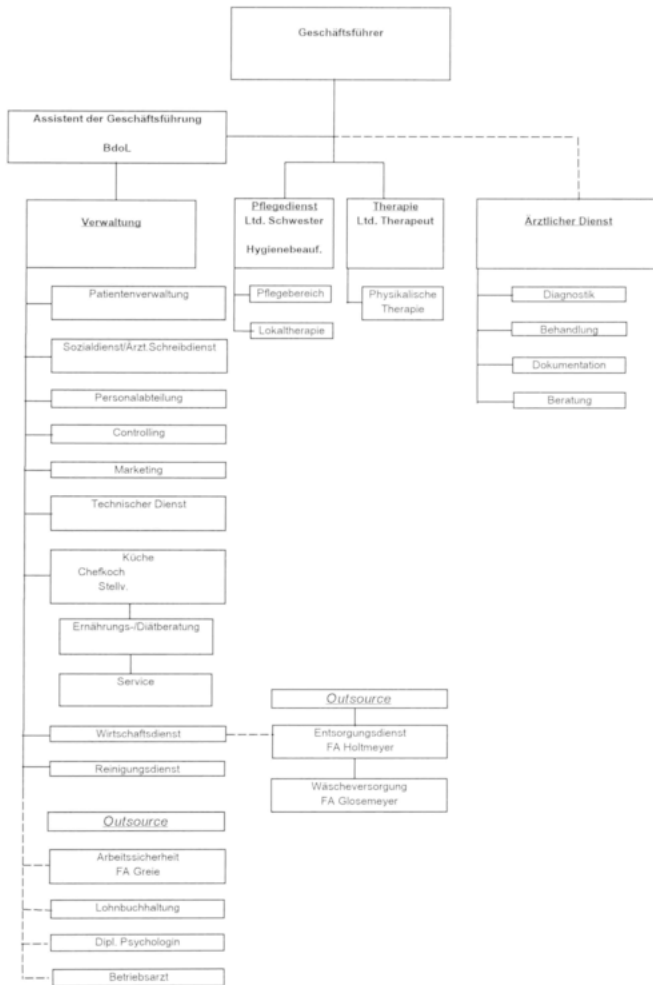 Geschäftsführer
Assistent der Geschäftsführung
BdoL
Verwaltung
Pflegedienst
Ltd. Schwester
Hygienebeauf.
Therapie
Ltd. Therapeut
Ärztlicher Dienst
Patientenverwaltung
Sozialdienst/Ärzt.Schreibdienst
Personalabteilung
Controlling
Marketing
Technischer Dienst
Küche
Chefkoch
Stellv.
Ernährungs-/Diätberatung
Service
Wirtschaftsdienst
Reinigungsdienst
Pflegebereich
Lokaltherapie
Physikalische
Therapie
Diagnostik
Behandlung
Dokumentation
Beratung
Outsource
Entsorgungsdienst
FA Holtmeyer
Wäscheversorgung
FA Glosemeyer
Outsource
Arbeitssicherheit
FA Greie
Lohnbuchhaltung
Dipl. Psychologin
Betriebsarzt